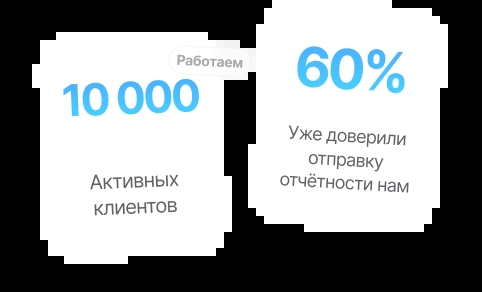 Работаем
10 000
Активных
клиентов
60%
Уже доверили
отправку
отчётности нам